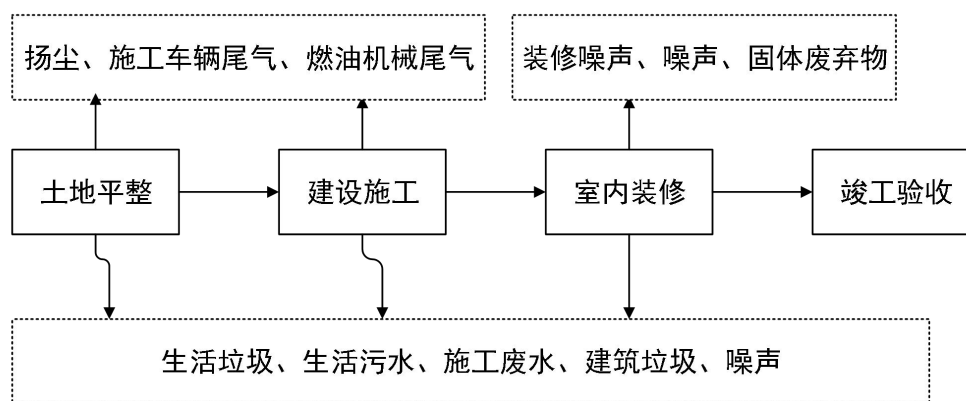 扬尘、施工车辆尾气、燃油机械尾气
装修噪声、噪声、固体废弃物
土地平整
建设施工
室内装修
竣工验收
生活垃圾、生活污水、施工废水、建筑垃圾、噪声